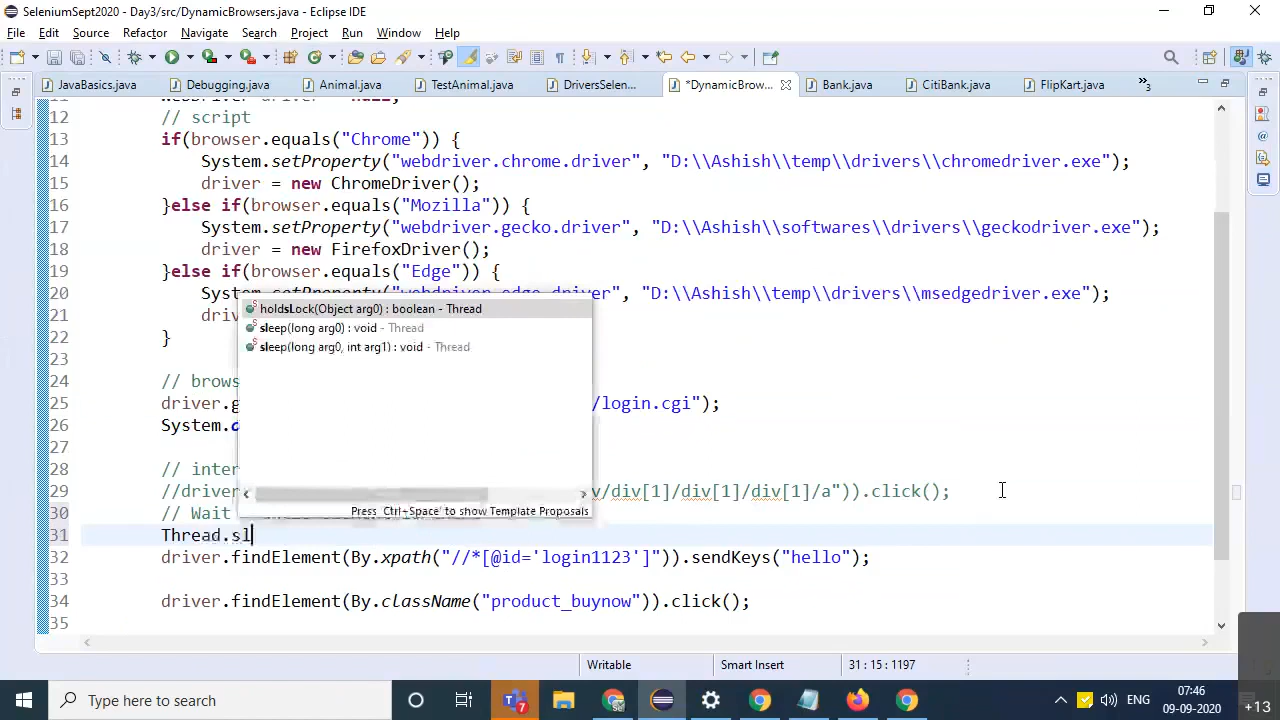 SeleniumSept2020 - Day3/src/DynamicBrowsers.java - Eclipse IDE
File Edit Source Refactor Navigate Search Project Run Window Help
JavaBasics.java Debugging.java Animal.java TestAnimal.java DriversSelen... *DynamicBrow... Bank.java CitiBank.java FlipKart.java »3
12 // script
13 if(browser.equals("Chrome")) {
14 System.setProperty("webdriver.chrome.driver", "D:\\Ashish\\temp\\drivers\\chromedriver.exe");
15 driver = new ChromeDriver();
16 }else if(browser.equals("Mozilla")) {
17 System.setProperty("webdriver.gecko.driver", "D:\\Ashish\\softwares\\drivers\\geckodriver.exe");
18 driver = new FirefoxDriver();
19 }else if(browser.equals("Edge")) {
20 System.setProperty("webdriver.edge.driver", "D:\\Ashish\\temp\\drivers\\msedgedriver.exe");
holdsLock(Object arg0) : boolean - Thread
21 driv
sleep(long arg0) : void - Thread
22 }
sleep(long arg0, int arg1) : void - Thread
23
24 // brows
25 driver.g /login.cgi");
26 System.o
27
28 // inter
29 //driver v/div[1]/div[1]/div[1]/a")).click();
30 // Wait
Press 'Ctrl+Space' to show Template Proposals
31 Thread.sl
32 driver.findElement(By.xpath("//*[@id='login1123']")).sendKeys("hello");
33
34 driver.findElement(By.className("product_buynow")).click();
35
Writable Smart Insert 31 : 15 : 1197
Type here to search
7
ENG
07:46
09-09-2020
+13